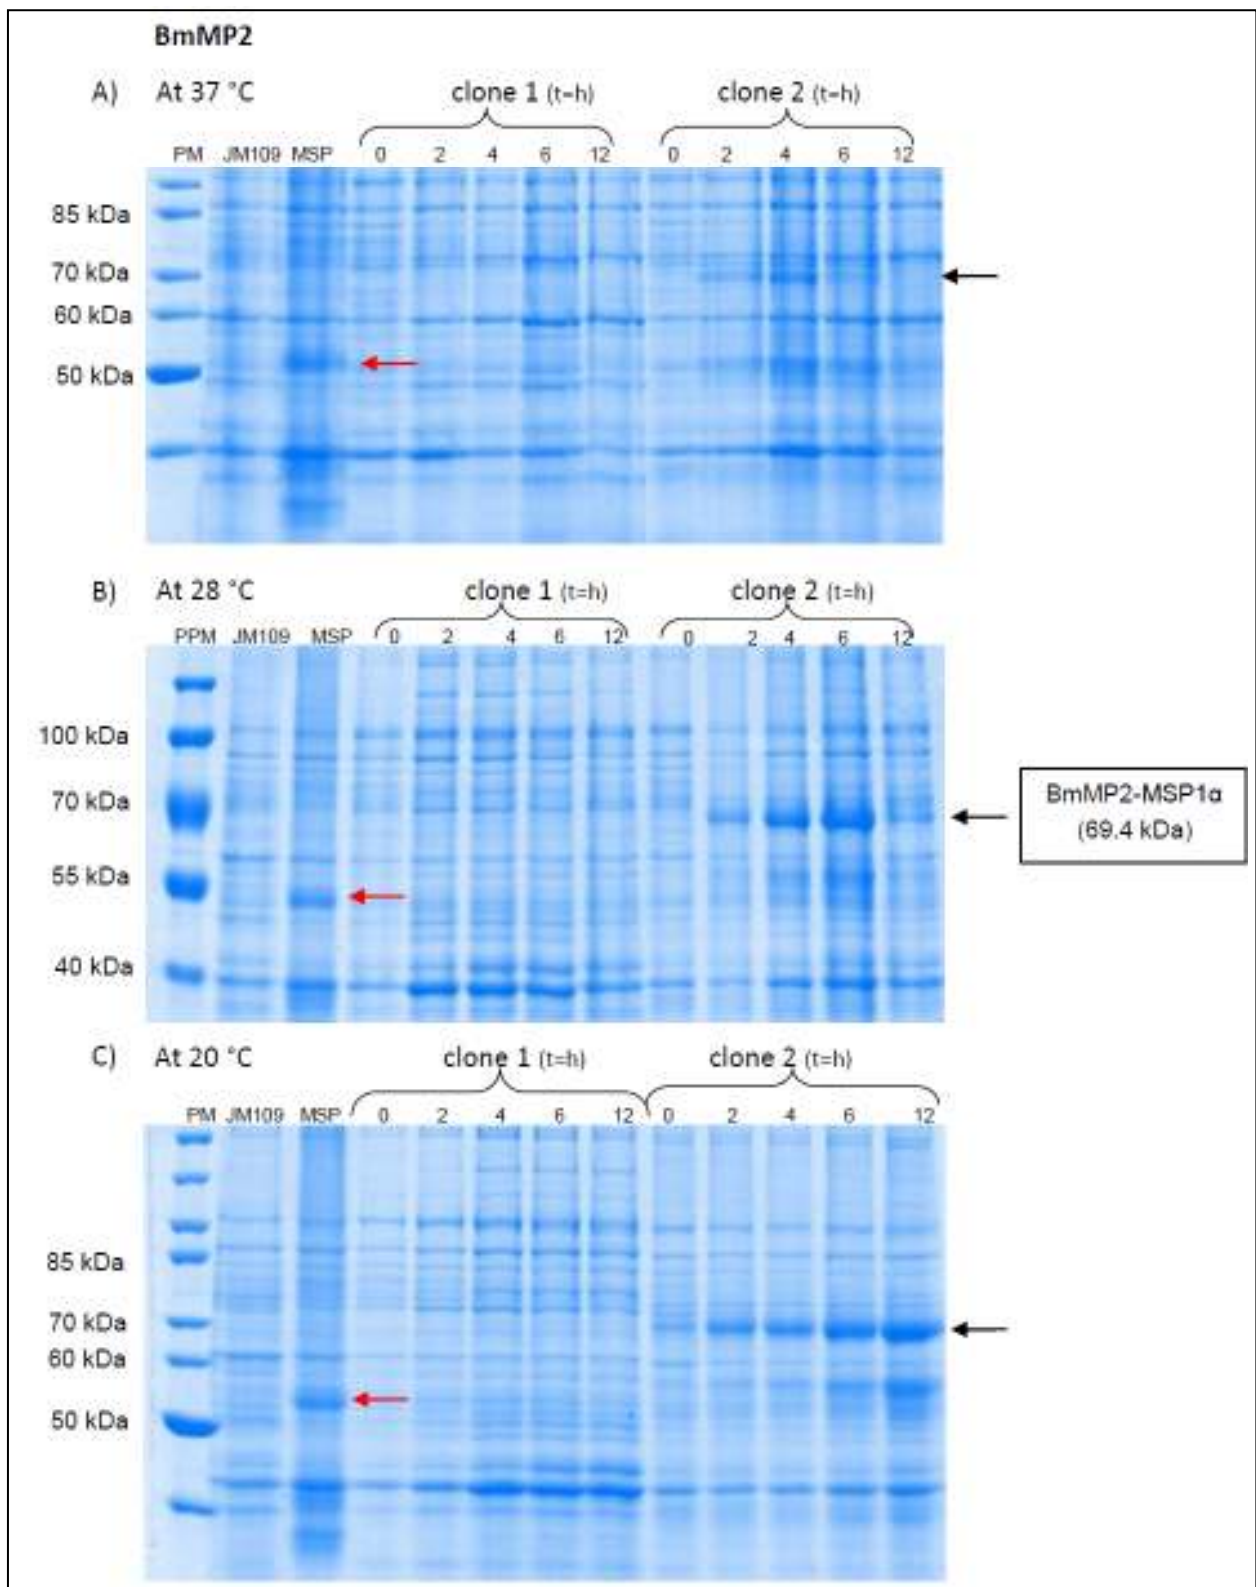 BmMP2
A) At 37 °C clone 1 (t=h) clone 2 (t=h)
PM JM109 MSP 0 2 4 6 12 0 2 4 6 12
85 kDa
70 kDa
60 kDa
50 kDa
B) At 28 °C clone 1 (t=h) clone 2 (t=h)
PPM JM109 MSP 0 2 4 6 12 0 2 4 6 12
100 kDa
70 kDa
55 kDa
40 kDa
BmMP2-MSP1α
(69.4 kDa)
C) At 20 °C clone 1 (t=h) clone 2 (t=h)
PM JM109 MSP 0 2 4 6 12 0 2 4 6 12
85 kDa
70 kDa
60 kDa
50 kDa